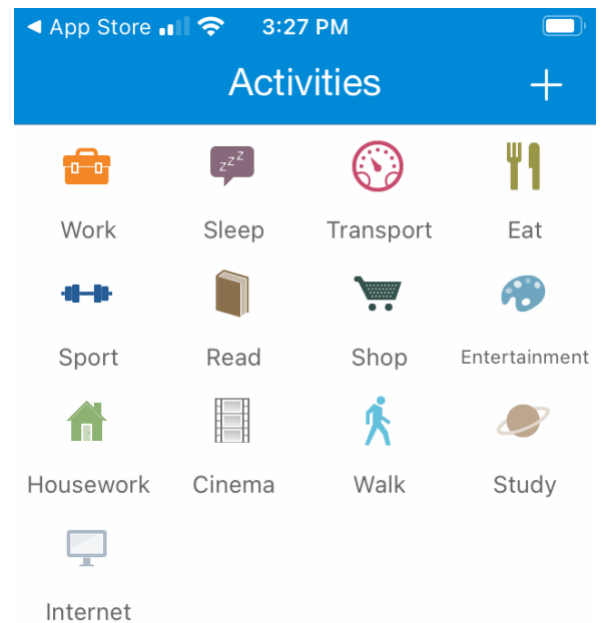 ◀ App Store 3:27 PM
Activities +
zZZ
Work Sleep Transport Eat
Sport Read Shop Entertainment
Housework Cinema Walk Study
Internet